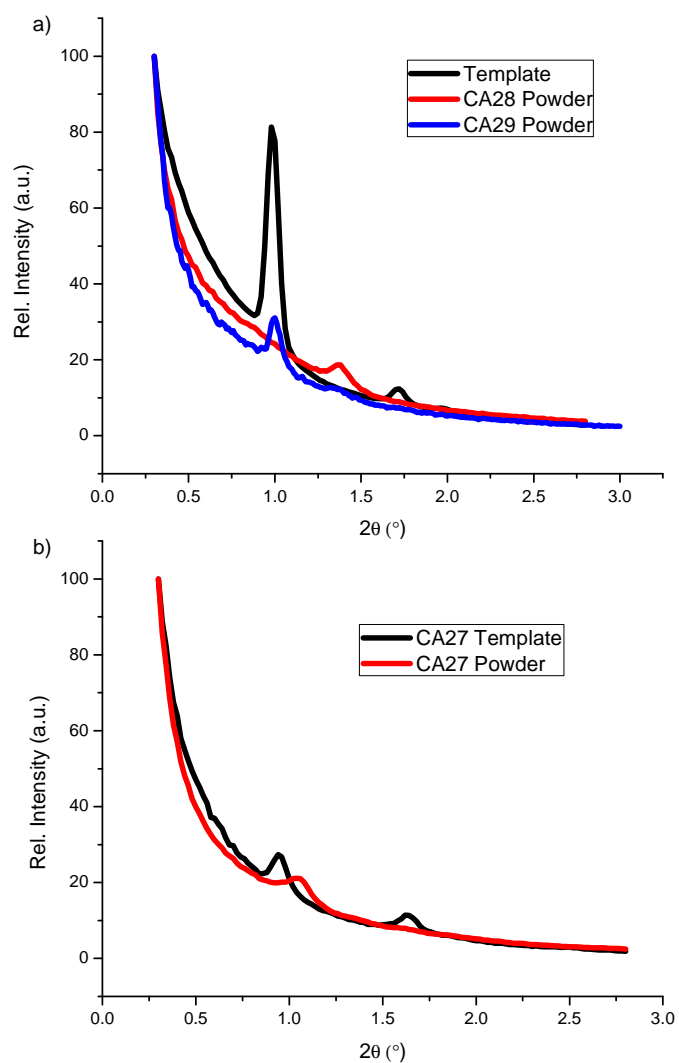 a)
Template
CA28 Powder
CA29 Powder
100
80
60
40
20
0
0.0 0.5 1.0 1.5 2.0 2.5 3.0
Rel. Intensity (a.u.)
2θ (°)
b)
CA27 Template
CA27 Powder
100
80
60
40
20
0
0.0 0.5 1.0 1.5 2.0 2.5 3.0
Rel. Intensity (a.u.)
2θ (°)